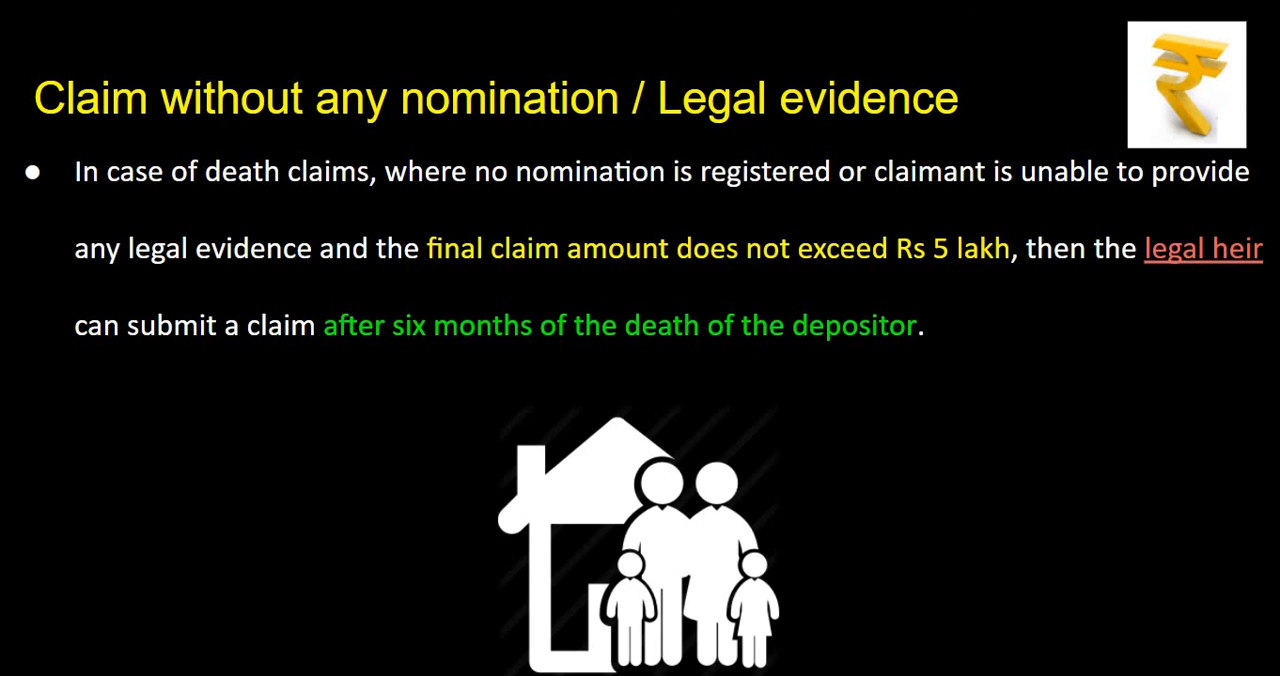 Claim without any nomination / Legal evidence
● In case of death claims, where no nomination is registered or claimant is unable to provide
any legal evidence and the final claim amount does not exceed Rs 5 lakh, then the legal heir
can submit a claim after six months of the death of the depositor.